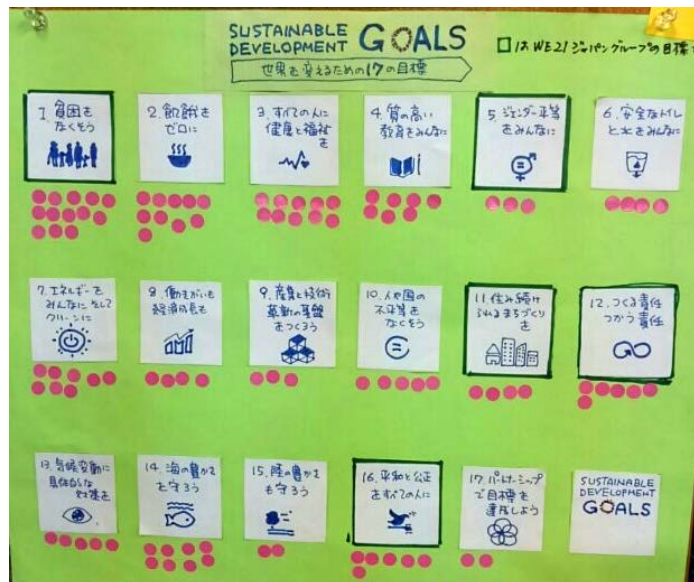 SUSTAINABLE
DEVELOPMENT GOALS
世界を変えるための17の目標
□はWE21ジャパングループの目標
1. 貧困を
なくそう
2. 飢餓を
ゼロに
3. すべての人に
健康と福祉
を
4. 質の高い
教育をみんなに
5. ジェンダー平等
をみんなに
6. 安全なトイレ
と水をみんなに
7. エネルギーを
みんなに そして
クリーンに
8. 働きがいも
経済成長も
9. 産業と技術
革新の基盤
をつくろう
10. 人や国の
不平等を
なくそう
11. 住み続け
られるまちづくり
を
12. つくる責任
つかう責任
13. 気候変動に
具体的な
対策を
14. 海の豊かさ
を守ろう
15. 陸の豊かさ
も守ろう
16. 平和と公正
をすべての人に
17. パートナーシップ
で目標を
達成しよう
SUSTAINABLE
DEVELOPMENT
GOALS